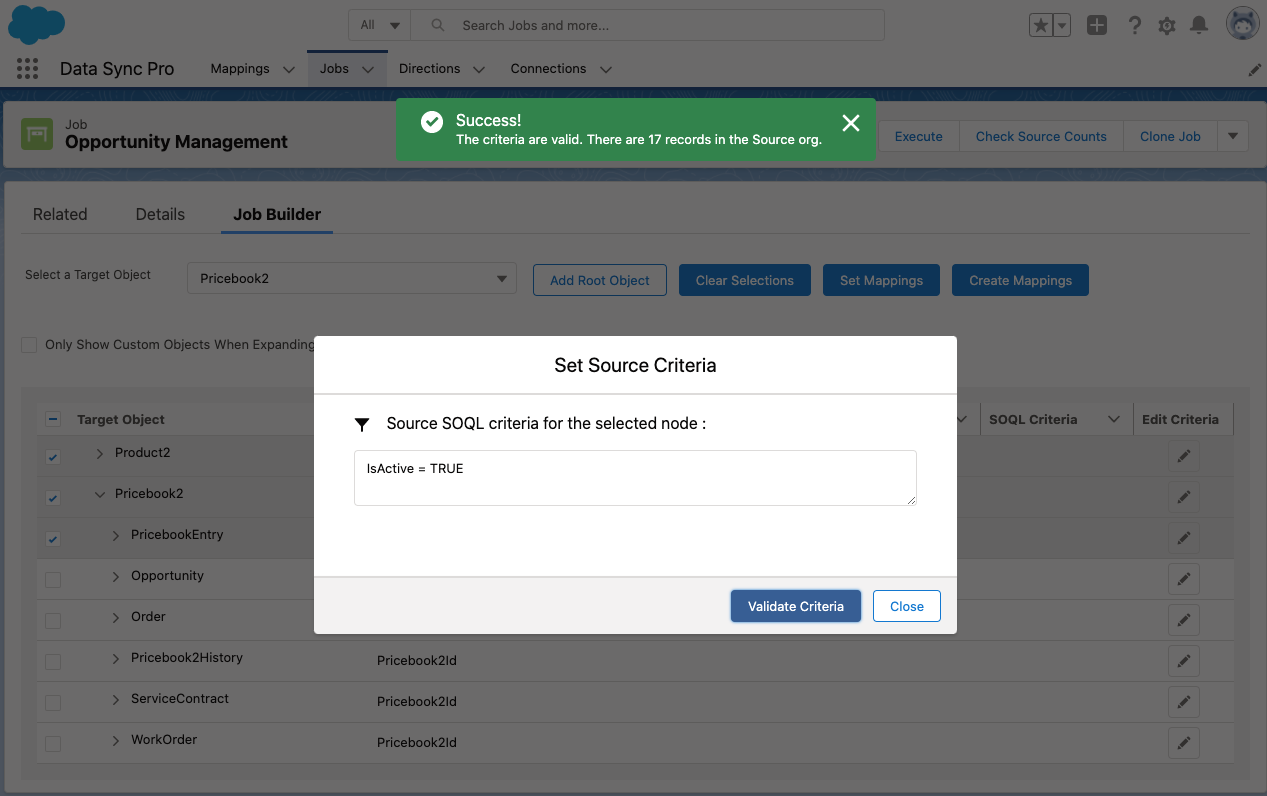 All
Search Jobs and more...
Data Sync Pro
Mappings
Jobs
Directions
Connections
Success!
The criteria are valid. There are 17 records in the Source org.
Job
Opportunity Management
Execute
Check Source Counts
Clone Job
Related
Details
Job Builder
Select a Target Object
Pricebook2
Add Root Object
Clear Selections
Set Mappings
Create Mappings
Only Show Custom Objects When Expanding
Set Source Criteria
Source SOQL criteria for the selected node :
IsActive = TRUE
Validate Criteria
Close
Target Object
SOQL Criteria
Edit Criteria
Product2
Pricebook2
PricebookEntry
Opportunity
Order
Pricebook2History Pricebook2Id
ServiceContract Pricebook2Id
WorkOrder Pricebook2Id